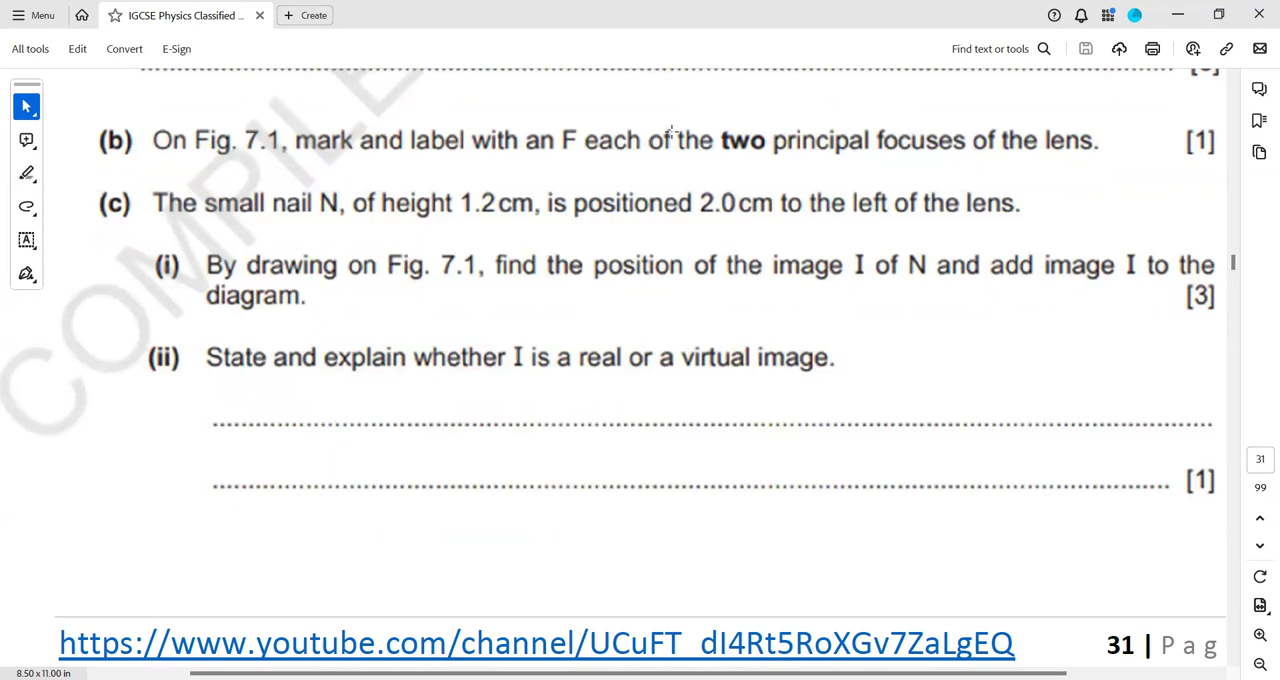 Menu
IGCSE Physics Classified ...
Create
All tools
Edit
Convert
E-Sign
Find text or tools
(b) On Fig. 7.1, mark and label with an F each of the two principal focuses of the lens. [1]
(c) The small nail N, of height 1.2 cm, is positioned 2.0 cm to the left of the lens.
(i) By drawing on Fig. 7.1, find the position of the image I of N and add image I to the
diagram. [3]
(ii) State and explain whether I is a real or a virtual image.
[1]
COMPILE
https://www.youtube.com/channel/UCuFT_dI4Rt5RoXGv7ZaLgEQ 31 | Pag
31
99
8.50 x 11.00 in